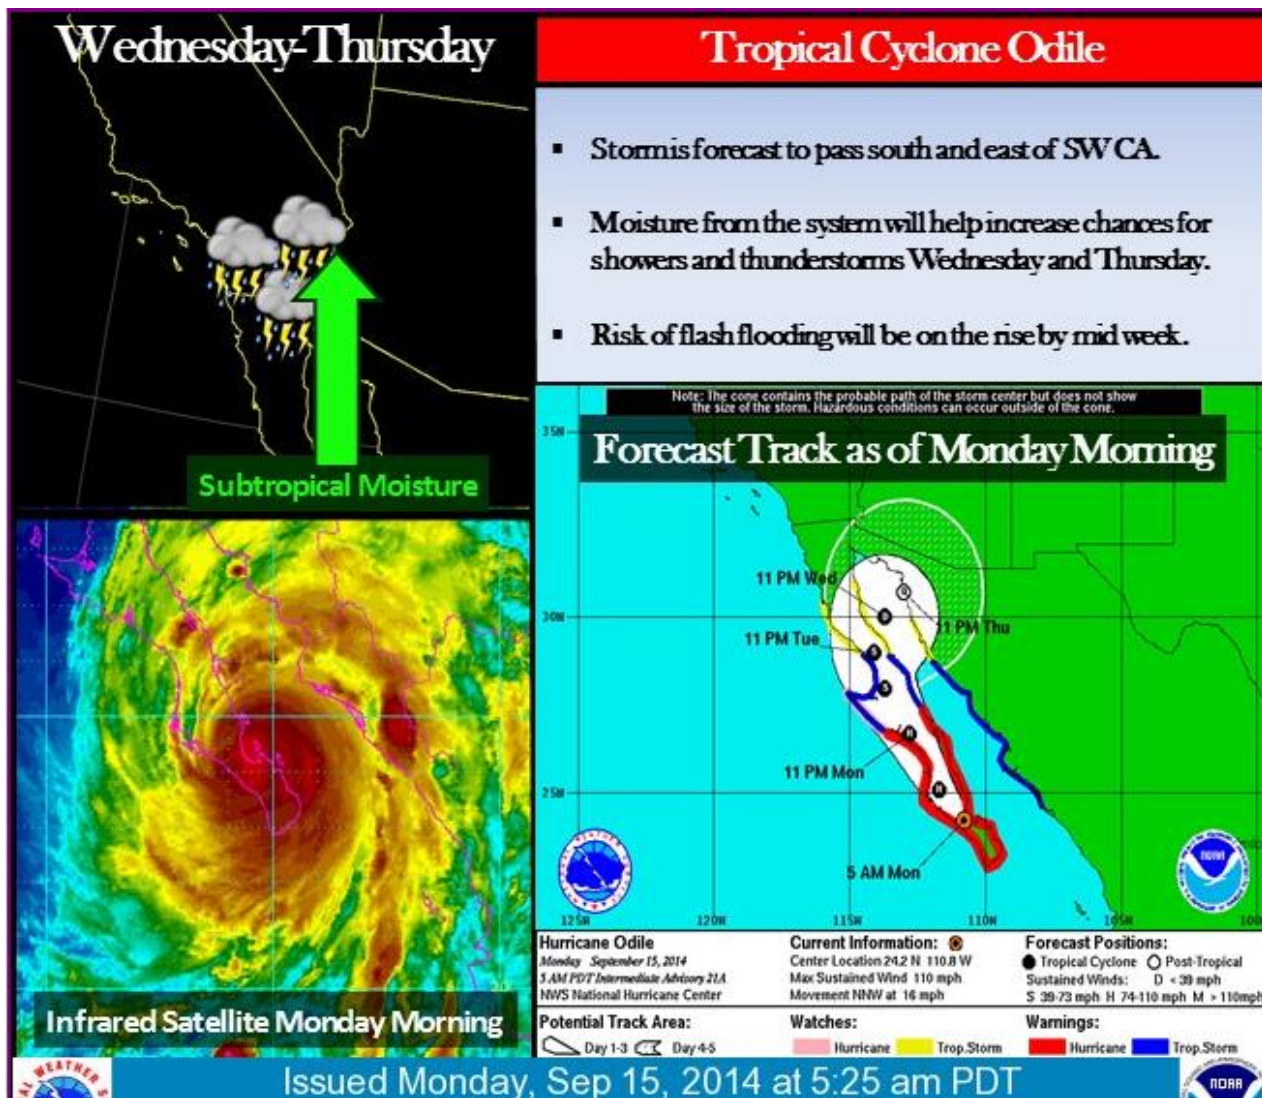 Wednesday-Thursday
Subtropical Moisture
Infrared Satellite Monday Morning
Tropical Cyclone Odile
▪ Storm is forecast to pass south and east of SW CA.
▪ Moisture from the system will help increase chances for
showers and thunderstorms Wednesday and Thursday.
▪ Risk of flash flooding will be on the rise by mid week.
Note: The cone contains the probable path of the storm center but does not show
the size of the storm. Hazardous conditions can occur outside of the cone.
Forecast Track as of Monday Morning
35N
11 PM Wed
30N
11 PM Tue
11 PM Thu
S
D
S
H
H
11 PM Mon
25N
5 AM Mon
NOAA
125W 120W 115W 110W 105W
Hurricane Odile
Monday September 15, 2014
5 AM PDT Intermediate Advisory 21A
NWS National Hurricane Center
Current Information:
Center Location 24.2 N 110.8 W
Max Sustained Wind 110 mph
Movement NNW at 16 mph
Forecast Positions:
Tropical Cyclone Post-Tropical
Sustained Winds: D < 39 mph
S 39-73 mph H 74-110 mph M > 110mph
Potential Track Area:
Day 1-3 Day 4-5
Watches:
Hurricane Trop.Storm
Warnings:
Hurricane Trop.Storm
Issued Monday, Sep 15, 2014 at 5:25 am PDT
WEATHER
NOAA